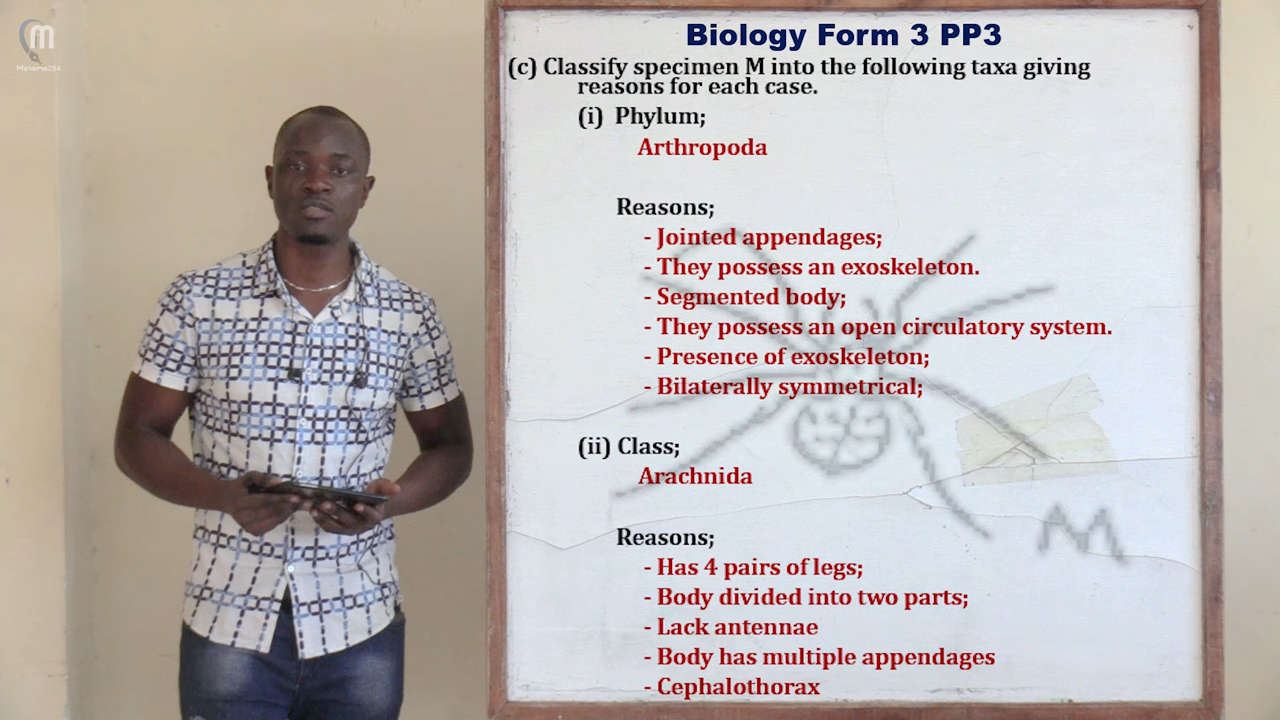 M
Masomo254
Biology Form 3 PP3
(c) Classify specimen M into the following taxa giving
reasons for each case.
(i) Phylum;
Arthropoda
Reasons;
- Jointed appendages;
- They possess an exoskeleton.
- Segmented body;
- They possess an open circulatory system.
- Presence of exoskeleton;
- Bilaterally symmetrical;
(ii) Class;
Arachnida
Reasons;
- Has 4 pairs of legs;
- Body divided into two parts;
- Lack antennae
- Body has multiple appendages
- Cephalothorax
M